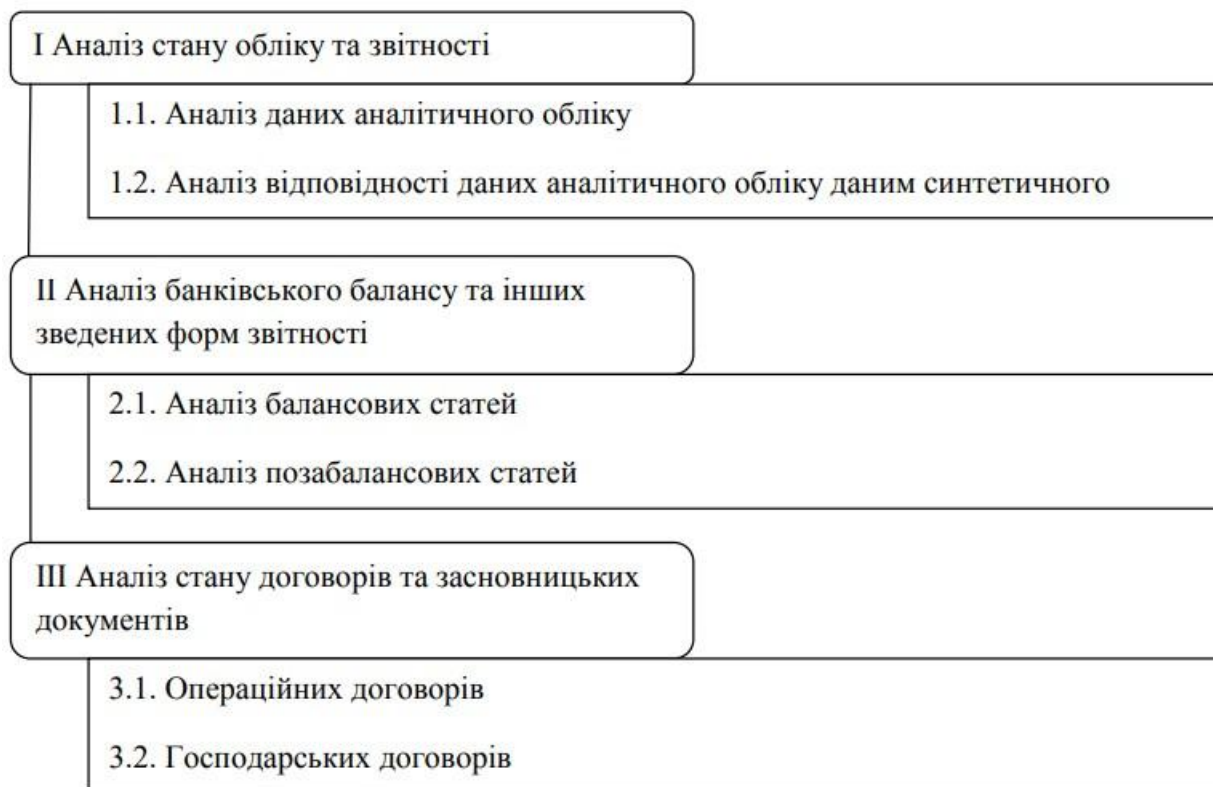 І Аналіз стану обліку та звітності
1.1. Аналіз даних аналітичного обліку
1.2. Аналіз відповідності даних аналітичного обліку даним синтетичного
ІІ Аналіз банківського балансу та інших
зведених форм звітності
2.1. Аналіз балансових статей
2.2. Аналіз позабалансових статей
ІІІ Аналіз стану договорів та засновницьких
документів
3.1. Операційних договорів
3.2. Господарських договорів